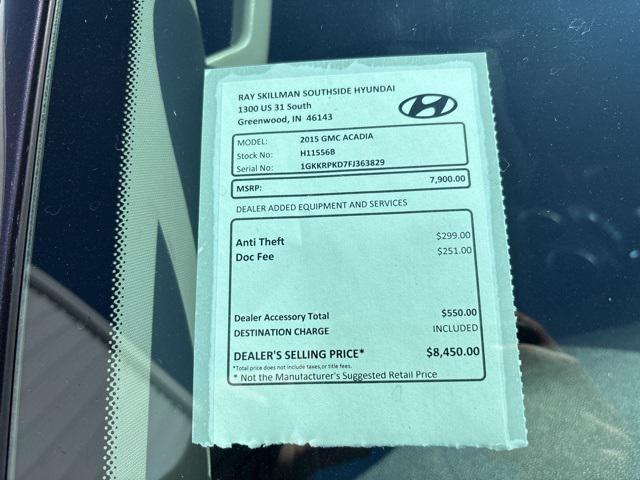 RAY SKILLMAN SOUTHSIDE HYUNDAI
1300 US 31 South
Greenwood, IN 46143
MODEL: 2015 GMC ACADIA
Stock No: H11556B
Serial No: 1GKKRPKD7FJ363829
MSRP: 7,900.00
DEALER ADDED EQUIPMENT AND SERVICES
Anti Theft $299.00
Doc Fee $251.00
Dealer Accessory Total $550.00
DESTINATION CHARGE INCLUDED
DEALER'S SELLING PRICE* $8,450.00
*Total price does not include taxes,or title fees.
* Not the Manufacturer's Suggested Retail Price